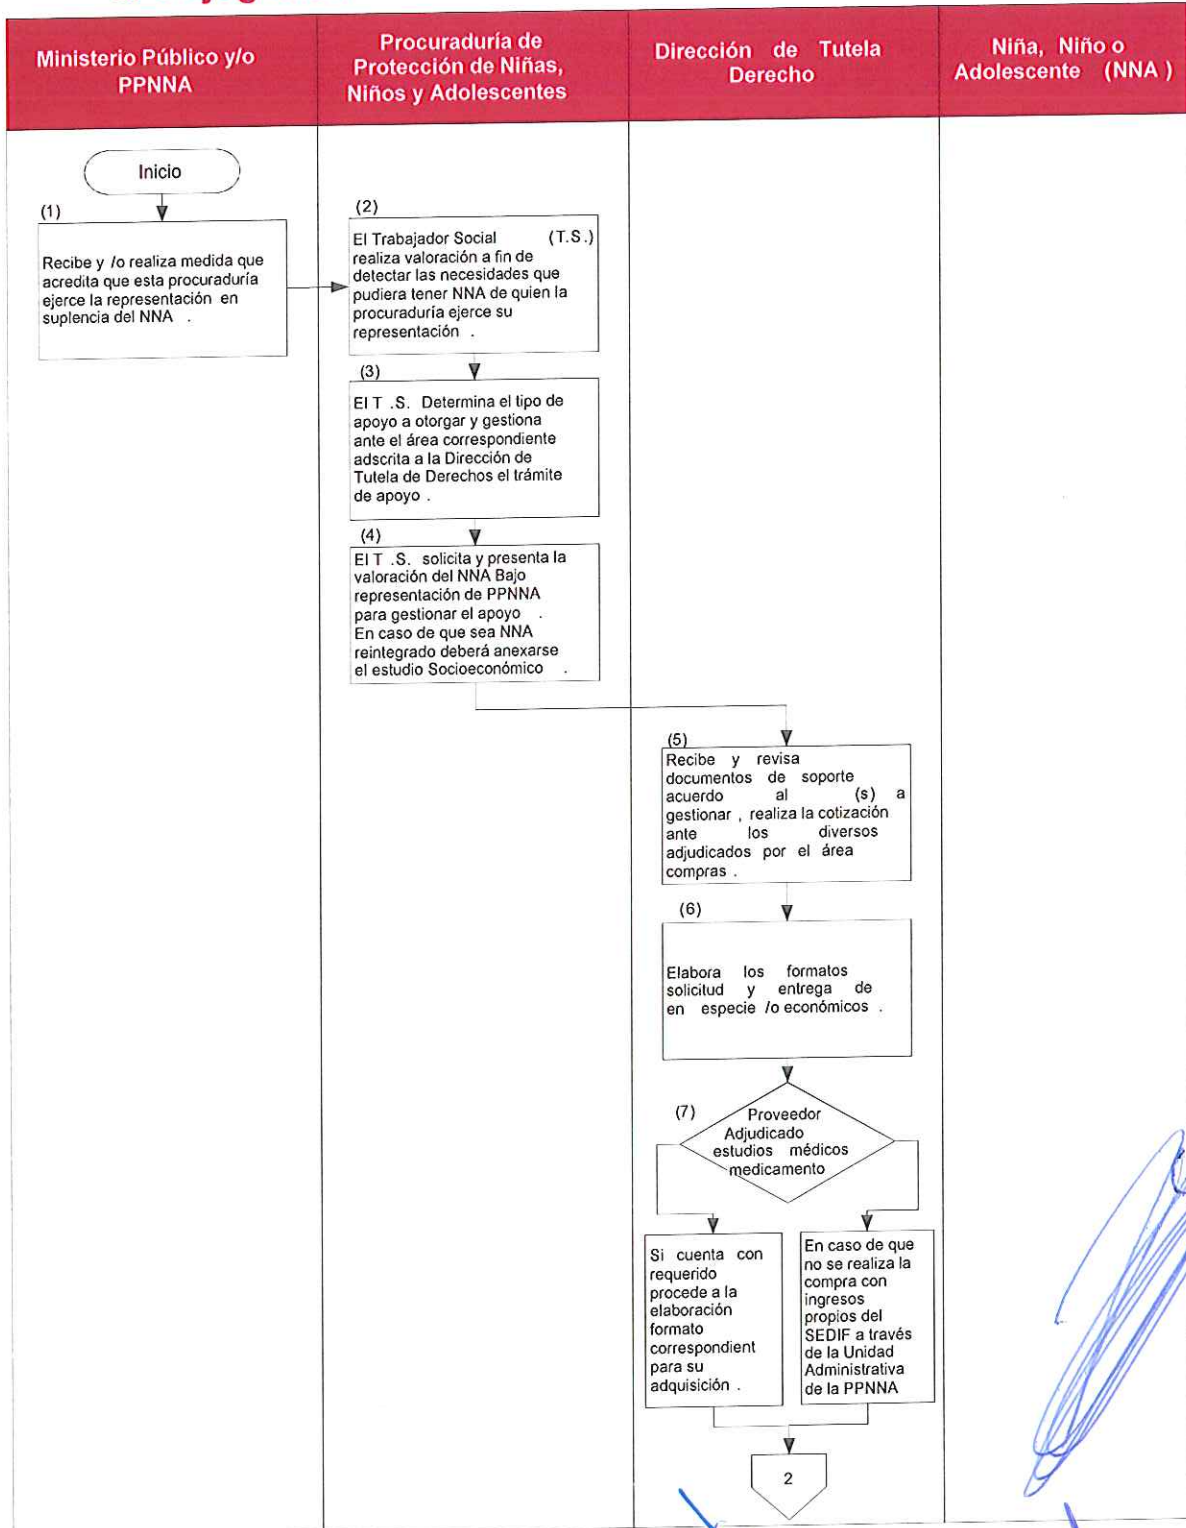 Ministerio Público y/o
PPNNA
Procuraduría de
Protección de Niñas,
Niños y Adolescentes
Dirección de Tutela
Derecho
Niña, Niño o
Adolescente (NNA )
Inicio
(1)
Recibe y /o realiza medida que
acredita que esta procuraduría
ejerce la representación en
suplencia del NNA .
(2)
El Trabajador Social (T.S.)
realiza valoración a fin de
detectar las necesidades que
pudiera tener NNA de quien la
procuraduría ejerce su
representación .
(3)
El T .S. Determina el tipo de
apoyo a otorgar y gestiona
ante el área correspondiente
adscrita a la Dirección de
Tutela de Derechos el trámite
de apoyo .
(4)
El T .S. solicita y presenta la
valoración del NNA Bajo
representación de PPNNA
para gestionar el apoyo .
En caso de que sea NNA
reintegrado deberá anexarse
el estudio Socioeconómico .
(5)
Recibe y revisa
documentos de soporte
acuerdo al (s) a
gestionar , realiza la cotización
ante los diversos
adjudicados por el área
compras .
(6)
Elabora los formatos
solicitud y entrega de
en especie /o económicos .
(7)
Proveedor
Adjudicado
estudios médicos
medicamento
Si cuenta con
requerido
procede a la
elaboración
formato
correspondient
para su
adquisición .
En caso de que
no se realiza la
compra con
ingresos
propios del
SEDIF a través
de la Unidad
Administrativa
de la PPNNA
2